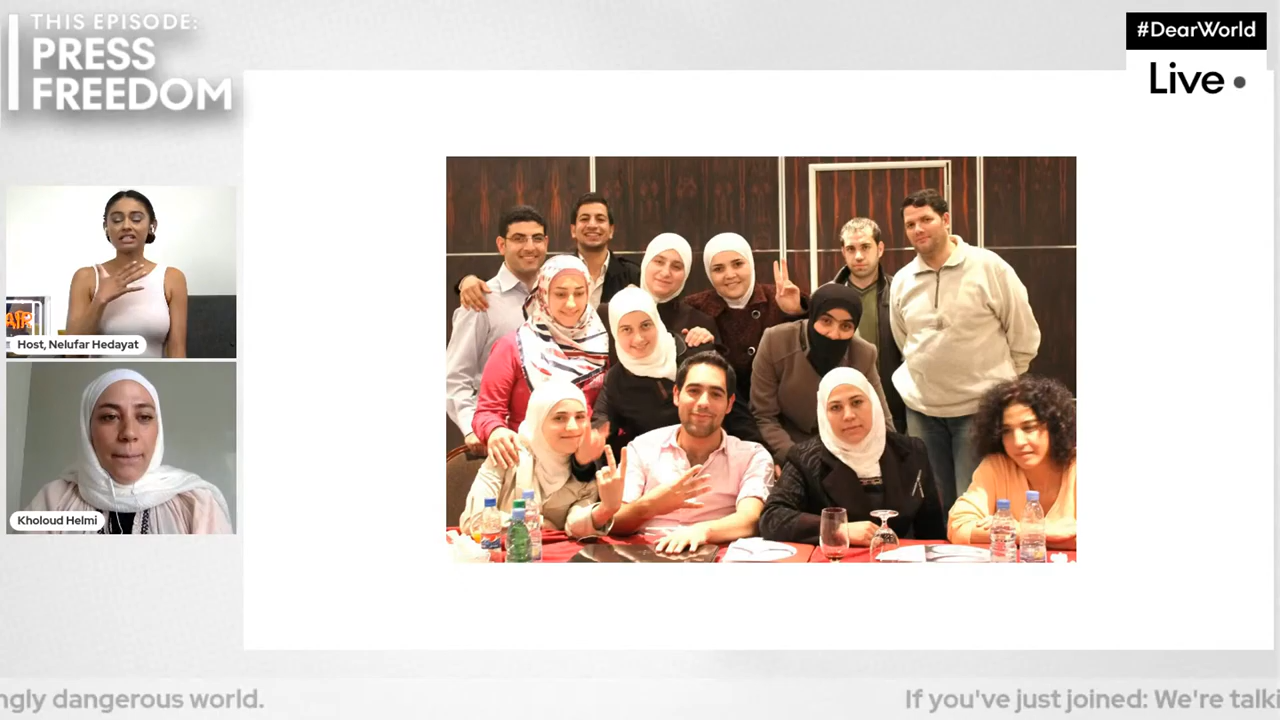 THIS EPISODE:
PRESS
FREEDOM
#DearWorld
Live
AIR
Host, Nelufar Hedayat
Kholoud Helmi
ngly dangerous world.
If you've just joined: We're talki